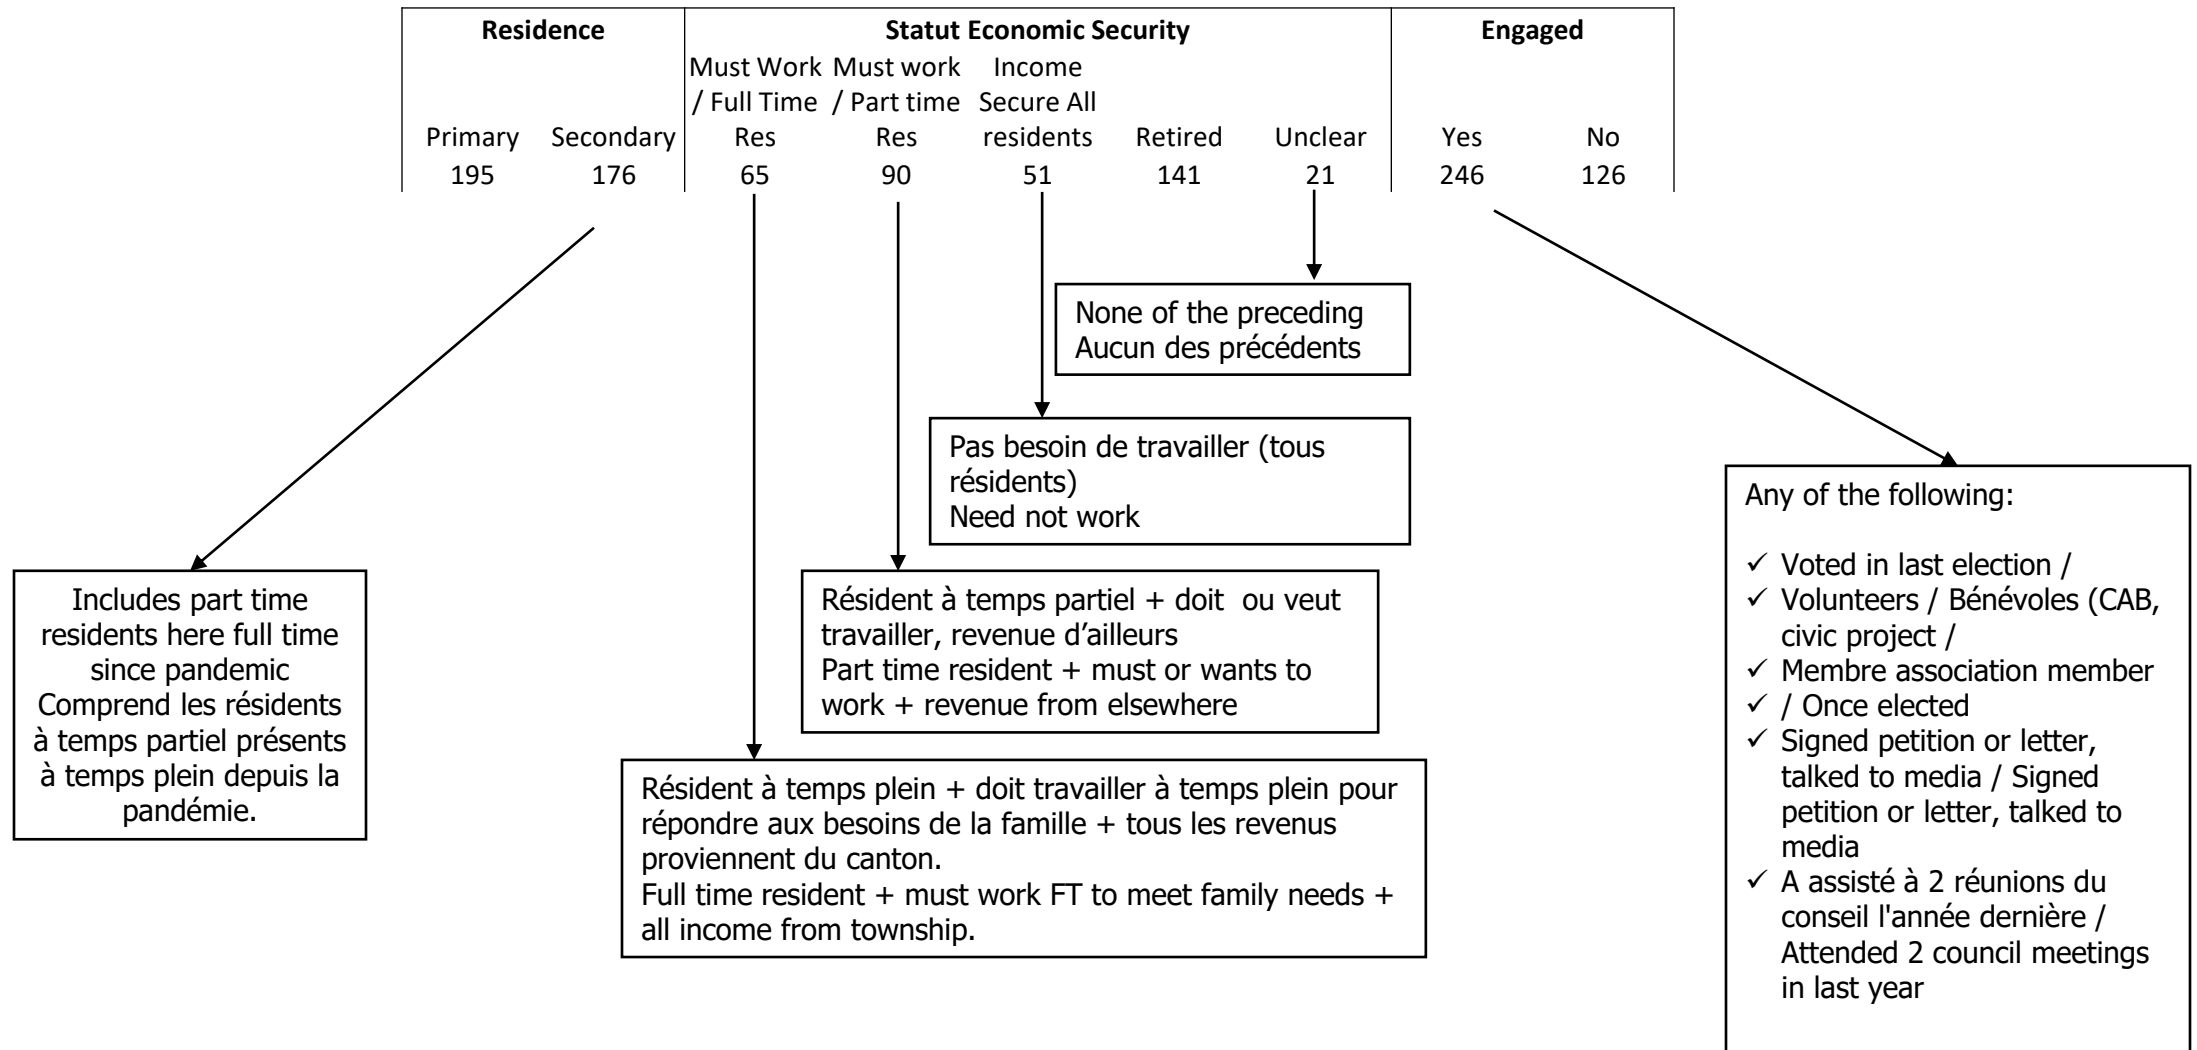 Residence Statut Economic Security Engaged
Must Work Must work Income
/ Full Time / Part time Secure All
Primary Secondary Res Res residents Retired Unclear Yes No
195 176 65 90 51 141 21 246 126
None of the preceding
Aucun des précédents
Pas besoin de travailler (tous
résidents)
Need not work
Résident à temps partiel + doit ou veut
travailler, revenue d’ailleurs
Part time resident + must or wants to
work + revenue from elsewhere
Résident à temps plein + doit travailler à temps plein pour
répondre aux besoins de la famille + tous les revenus
proviennent du canton.
Full time resident + must work FT to meet family needs +
all income from township.
Includes part time
residents here full time
since pandemic
Comprend les résidents
à temps partiel présents
à temps plein depuis la
pandémie.
Any of the following:
✓ Voted in last election /
✓ Volunteers / Bénévoles (CAB,
civic project /
✓ Membre association member
✓ / Once elected
✓ Signed petition or letter,
talked to media / Signed
petition or letter, talked to
media
✓ A assisté à 2 réunions du
conseil l'année dernière /
Attended 2 council meetings
in last year